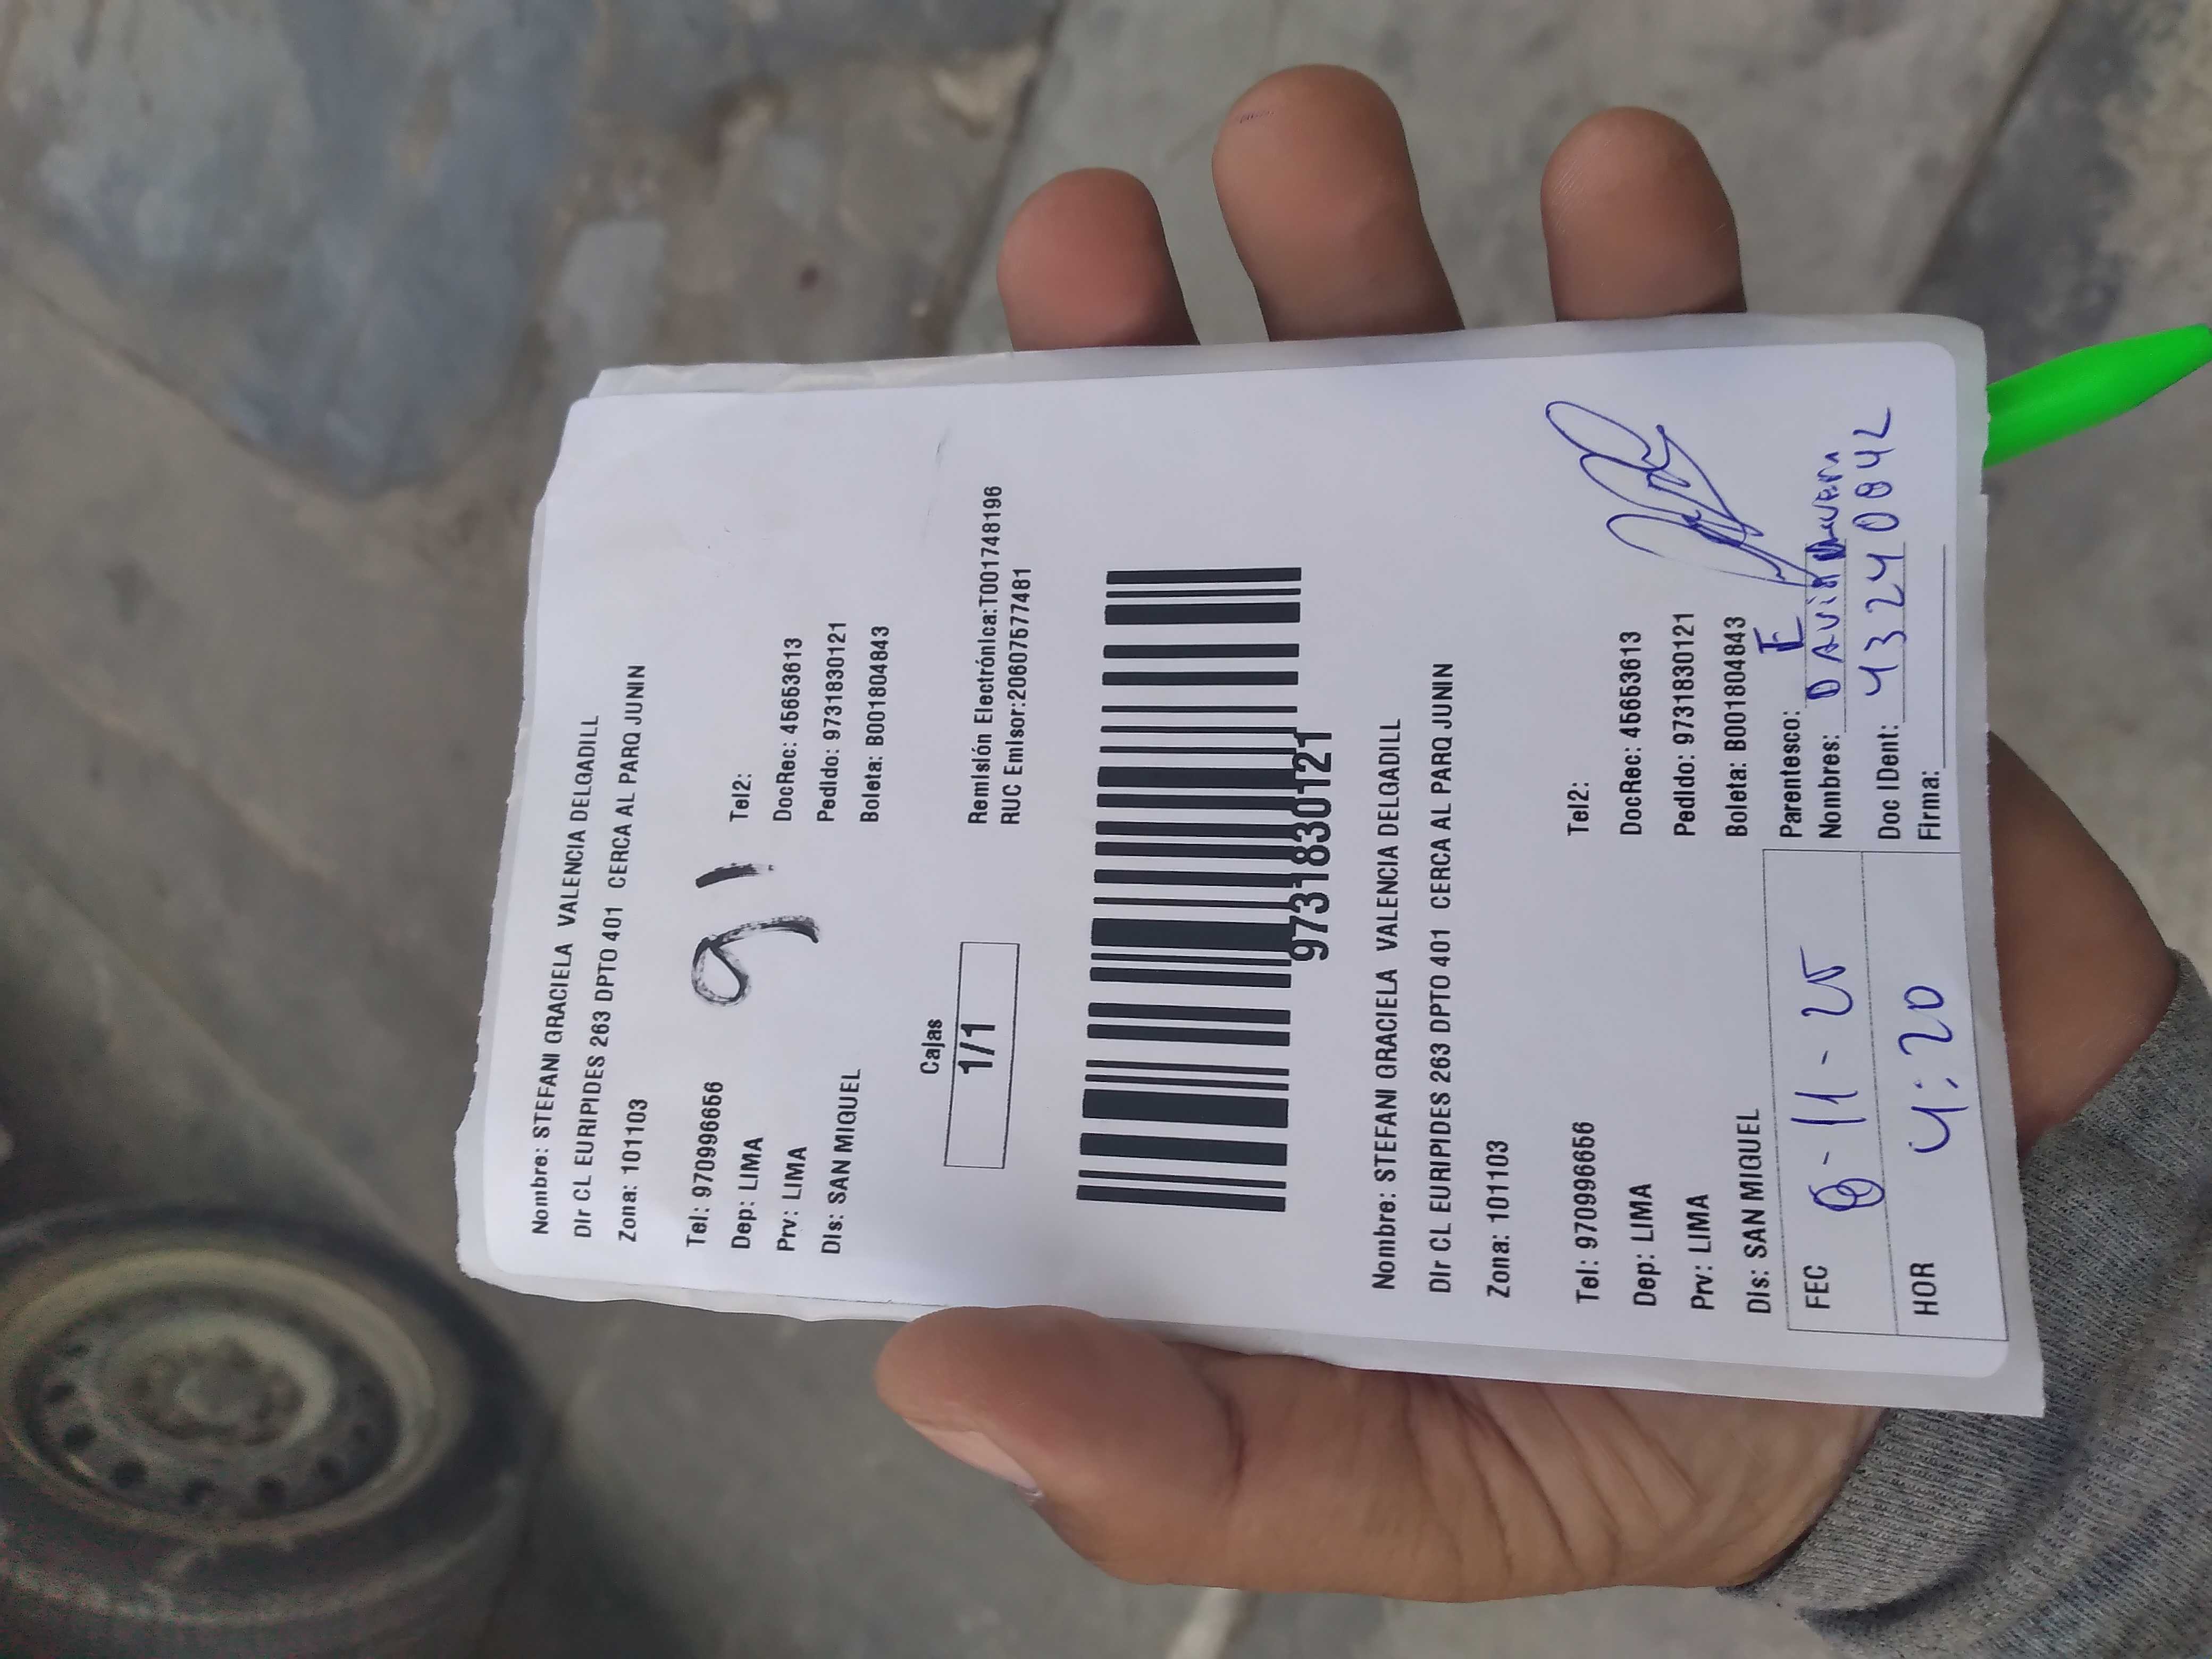 Nombre: STEFANI GRACIELA VALENCIA DELGADILL
Dir CL EURIPIDES 263 DPTO 401 CERCA AL PARQ JUNIN
Zona: 101103
91
Tel: 970996656 Tel2:
Dep: LIMA DocRec: 45653613
Prv: LIMA Pedido: 9731830121
Dis: SAN MIGUEL Boleta: B001804843
Cajas
1/1
Remisión Electrónica:T001748196
RUC Emisor:20607577481
9731830121
Nombre: STEFANI GRACIELA VALENCIA DELGADILL
Dir CL EURIPIDES 263 DPTO 401 CERCA AL PARQ JUNIN
Zona: 101103
Tel: 970996656 Tel2:
Dep: LIMA DocRec: 45653613
Prv: LIMA Pedido: 9731830121
Dis: SAN MIGUEL Boleta: B001804843
FEC 11-25
HOR 4:20
Parentesco:
Nombres: DAVID
Doc IDent: 43240842
Firma: